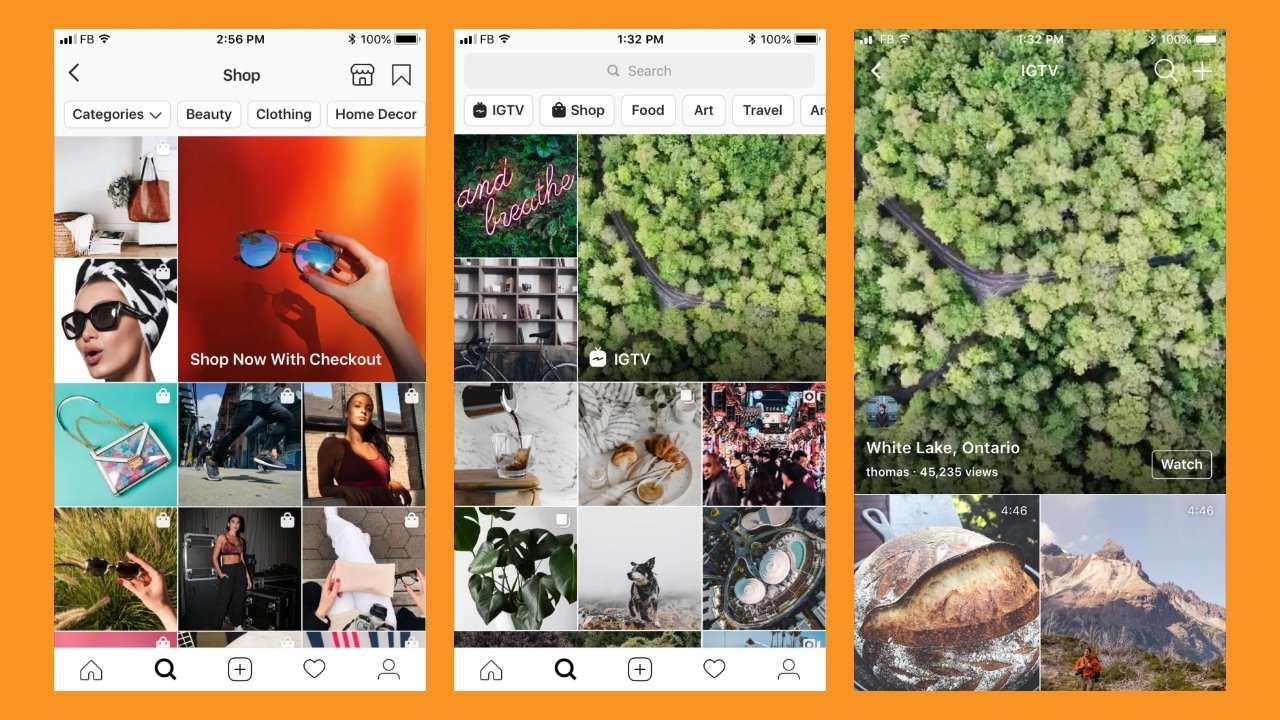 FB 2:56 PM 100%
Shop
Categories Beauty Clothing Home Decor
Shop Now With Checkout
FB 1:32 PM 100%
Search
IGTV Shop Food Art Travel
and
breathe
IGTV
FB 1:32 PM 100%
IGTV
White Lake, Ontario
thomas · 45,235 views
Watch
4:46 4:46